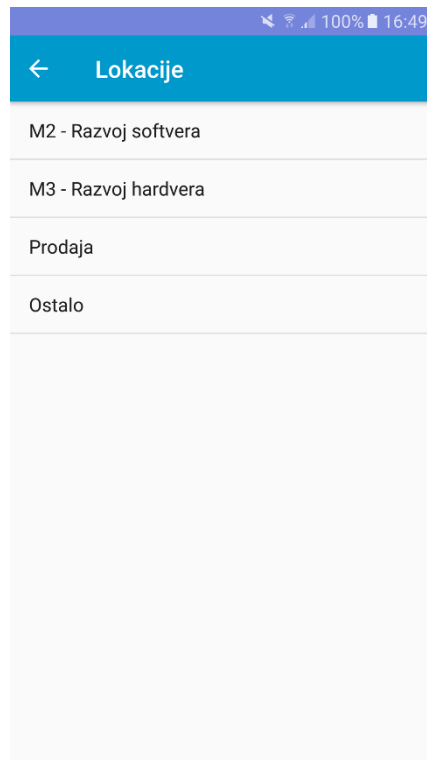 100% 16:49
Lokacije
M2 - Razvoj softvera
M3 - Razvoj hardvera
Prodaja
Ostalo